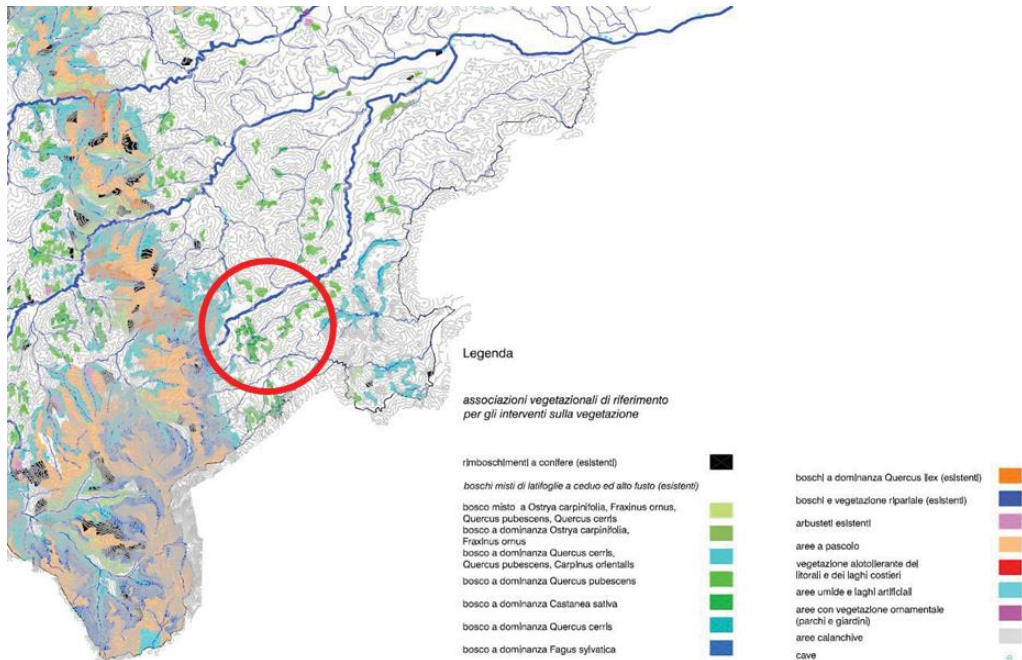 Legenda
associazioni vegetazionali di riferimento
per gli interventi sulla vegetazione
rimboschimenti a conifere (esistenti)
boschi misti di latifoglie a ceduo ed alto fusto (esistenti)
bosco misto a Ostrya carpinifolia, Fraxinus ornus,
Quercus pubescens, Quercus cerris
bosco a dominanza Ostrya carpinifolia,
Fraxinus ornus
bosco a dominanza Quercus cerris,
Quercus pubescens, Carpinus orientalis
bosco a dominanza Quercus pubescens
bosco a dominanza Castanea sativa
bosco a dominanza Quercus cerris
bosco a dominanza Fagus sylvatica
boschi a dominanza Quercus ilex (esistenti)
boschi e vegetazione ripariale (esistenti)
arbusteti esistenti
aree a pascolo
vegetazione alotollerante dei
litorali e dei laghi costieri
aree umide e laghi artificiali
aree con vegetazione ornamentale
(parchi e giardini)
aree calanchive
cave